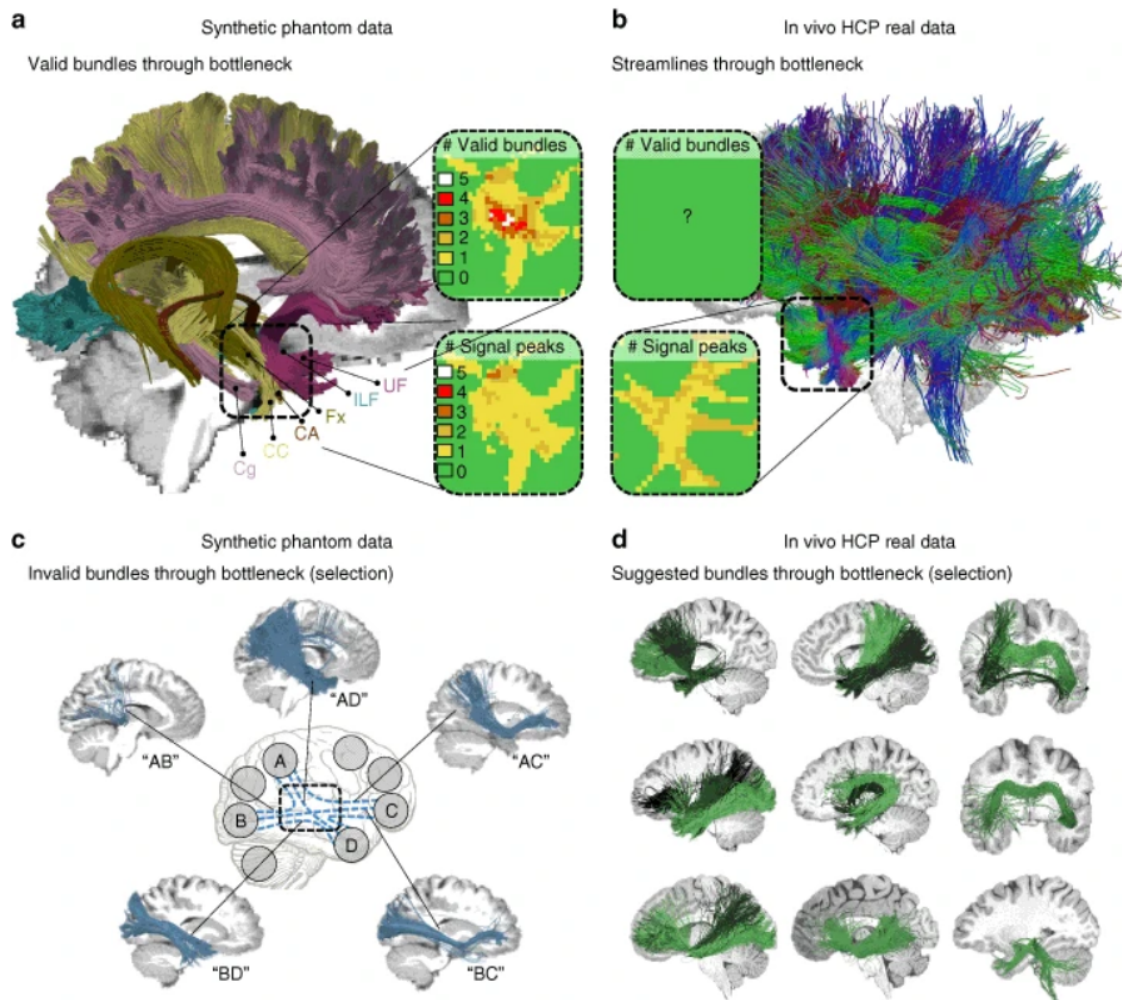 a
Synthetic phantom data
Valid bundles through bottleneck
# Valid bundles
5
4
3
2
1
0
# Signal peaks
5
4
3
2
1
0
UF
ILF
Fx
CA
CC
Cg
b
In vivo HCP real data
Streamlines through bottleneck
# Valid bundles
?
# Signal peaks
c
Synthetic phantom data
Invalid bundles through bottleneck (selection)
"AD"
"AB"
"AC"
A
B
C
D
"BD"
"BC"
d
In vivo HCP real data
Suggested bundles through bottleneck (selection)